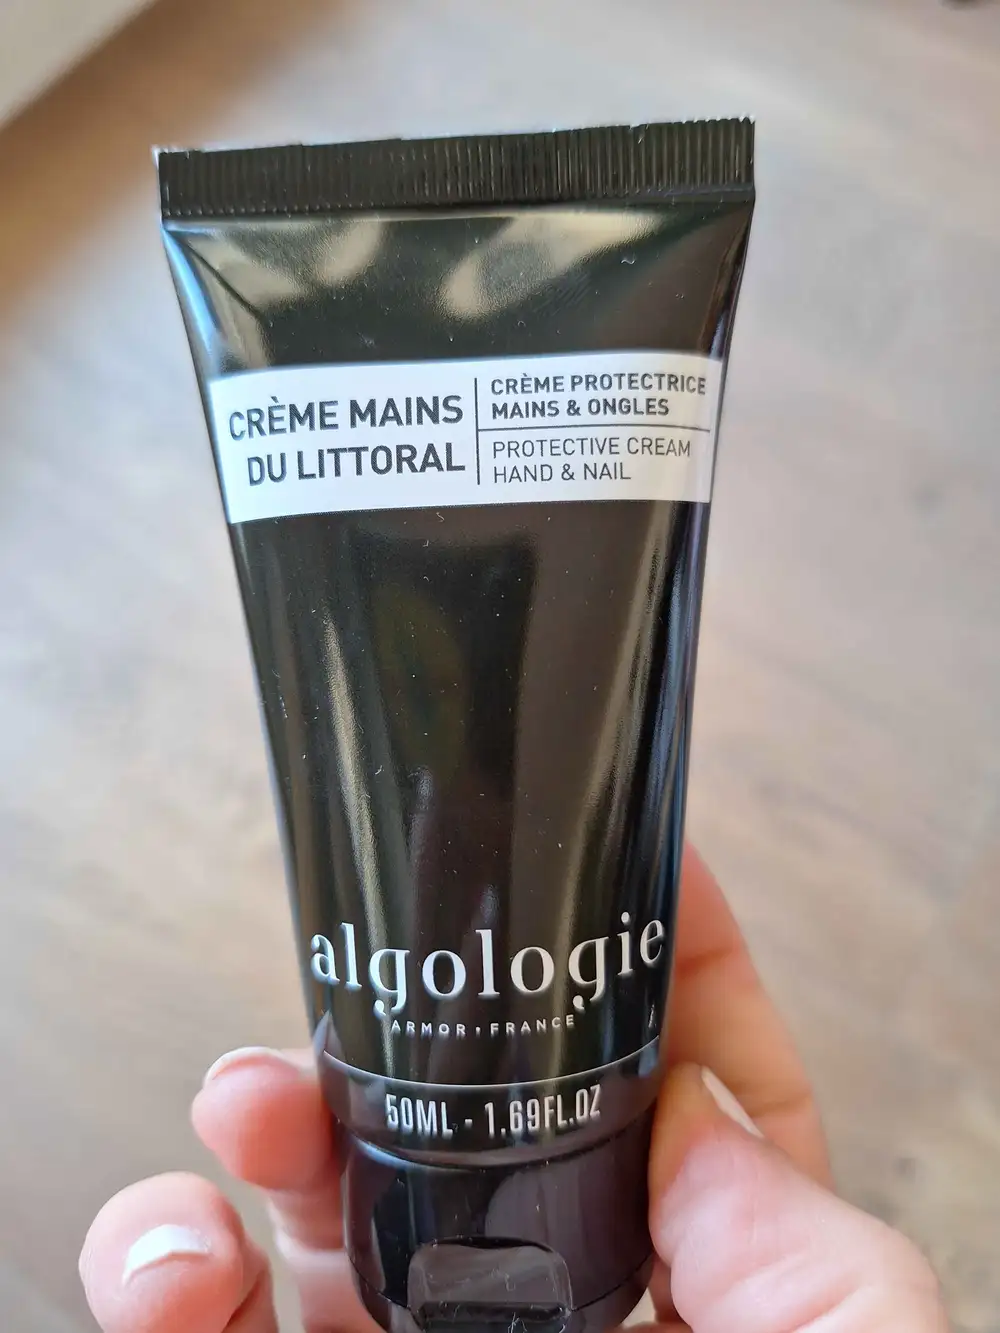 CRÈME MAINS
DU LITTORAL
CRÈME PROTECTRICE
MAINS & ONGLES
PROTECTIVE CREAM
HAND & NAIL
algologie
ARMOR • FRANCE
50ML - 1.69FL.OZ